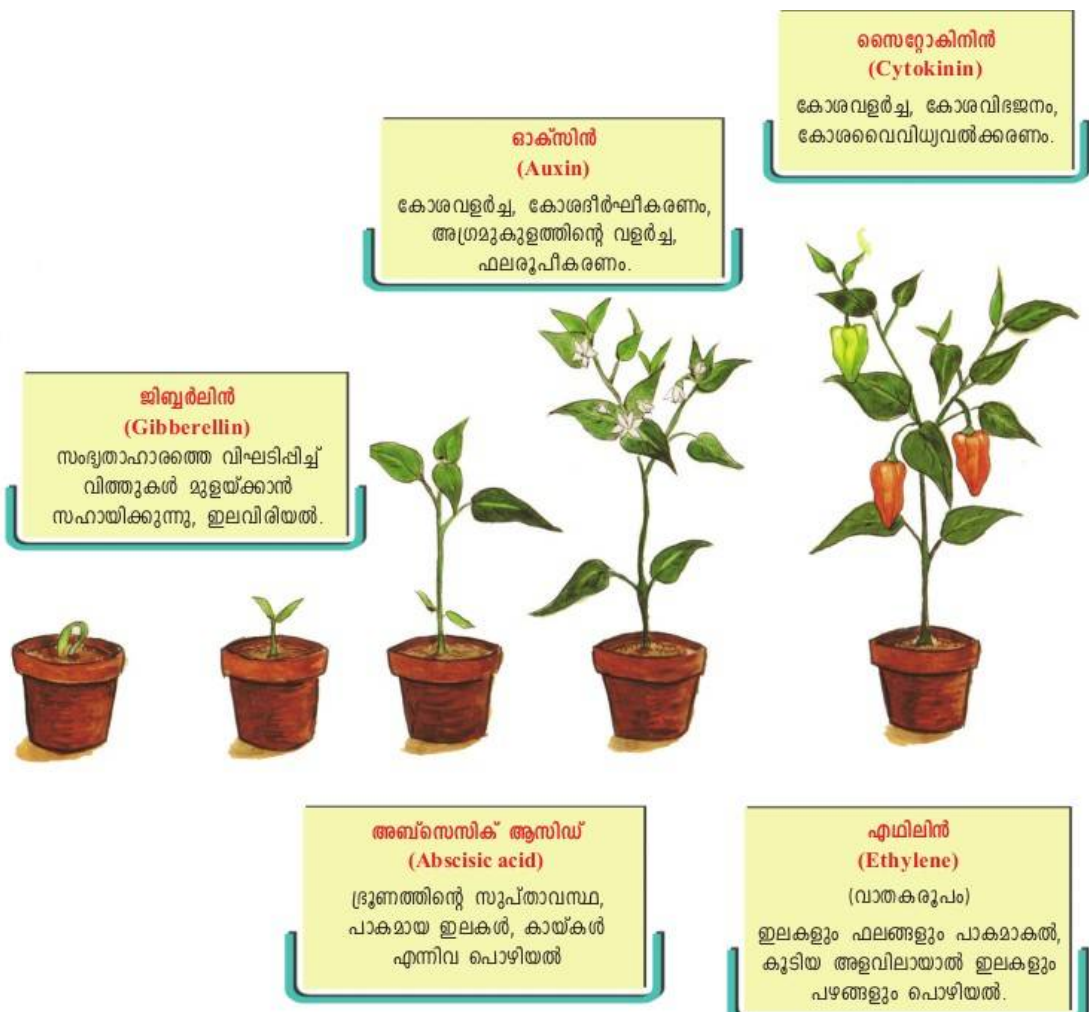 സൈറ്റോകിനിൻ
(Cytokinin)
കോശവളർച്ച, കോശവിഭജനം,
കോശവൈവിധ്യവൽക്കരണം.
ഓക്സിൻ
(Auxin)
കോശവളർച്ച, കോശദീർഘീകരണം,
അഗ്രമുകുളത്തിന്റെ വളർച്ച,
ഫലരൂപീകരണം.
ജിബ്ബർലിൻ
(Gibberellin)
സംഭൃതാഹാരത്തെ വിഘടിപ്പിച്ച്
വിത്തുകൾ മുളയ്ക്കാൻ
സഹായിക്കുന്നു, ഇലവിരിയൽ.
അബ്സെസിക് ആസിഡ്
(Abscisic acid)
ഭ്രൂണത്തിന്റെ സുപ്താവസ്ഥ,
പാകമായ ഇലകൾ, കായ്കൾ
എന്നിവ പൊഴിയൽ
എഥിലിൻ
(Ethylene)
(വാതകരൂപം)
ഇലകളും ഫലങ്ങളും പാകമാകൽ,
കൂടിയ അളവിലായാൽ ഇലകളും
പഴങ്ങളും പൊഴിയൽ.